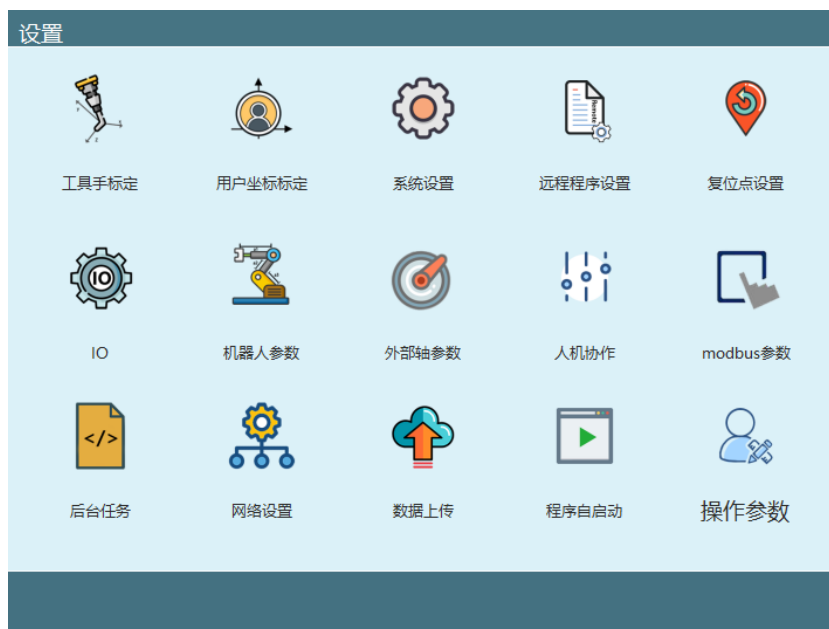 设置
工具手标定
用户坐标标定
系统设置
Remote
远程程序设置
复位点设置
IO
IO
机器人参数
外部轴参数
人机协作
modbus参数
</>
后台任务
网络设置
数据上传
程序自启动
操作参数